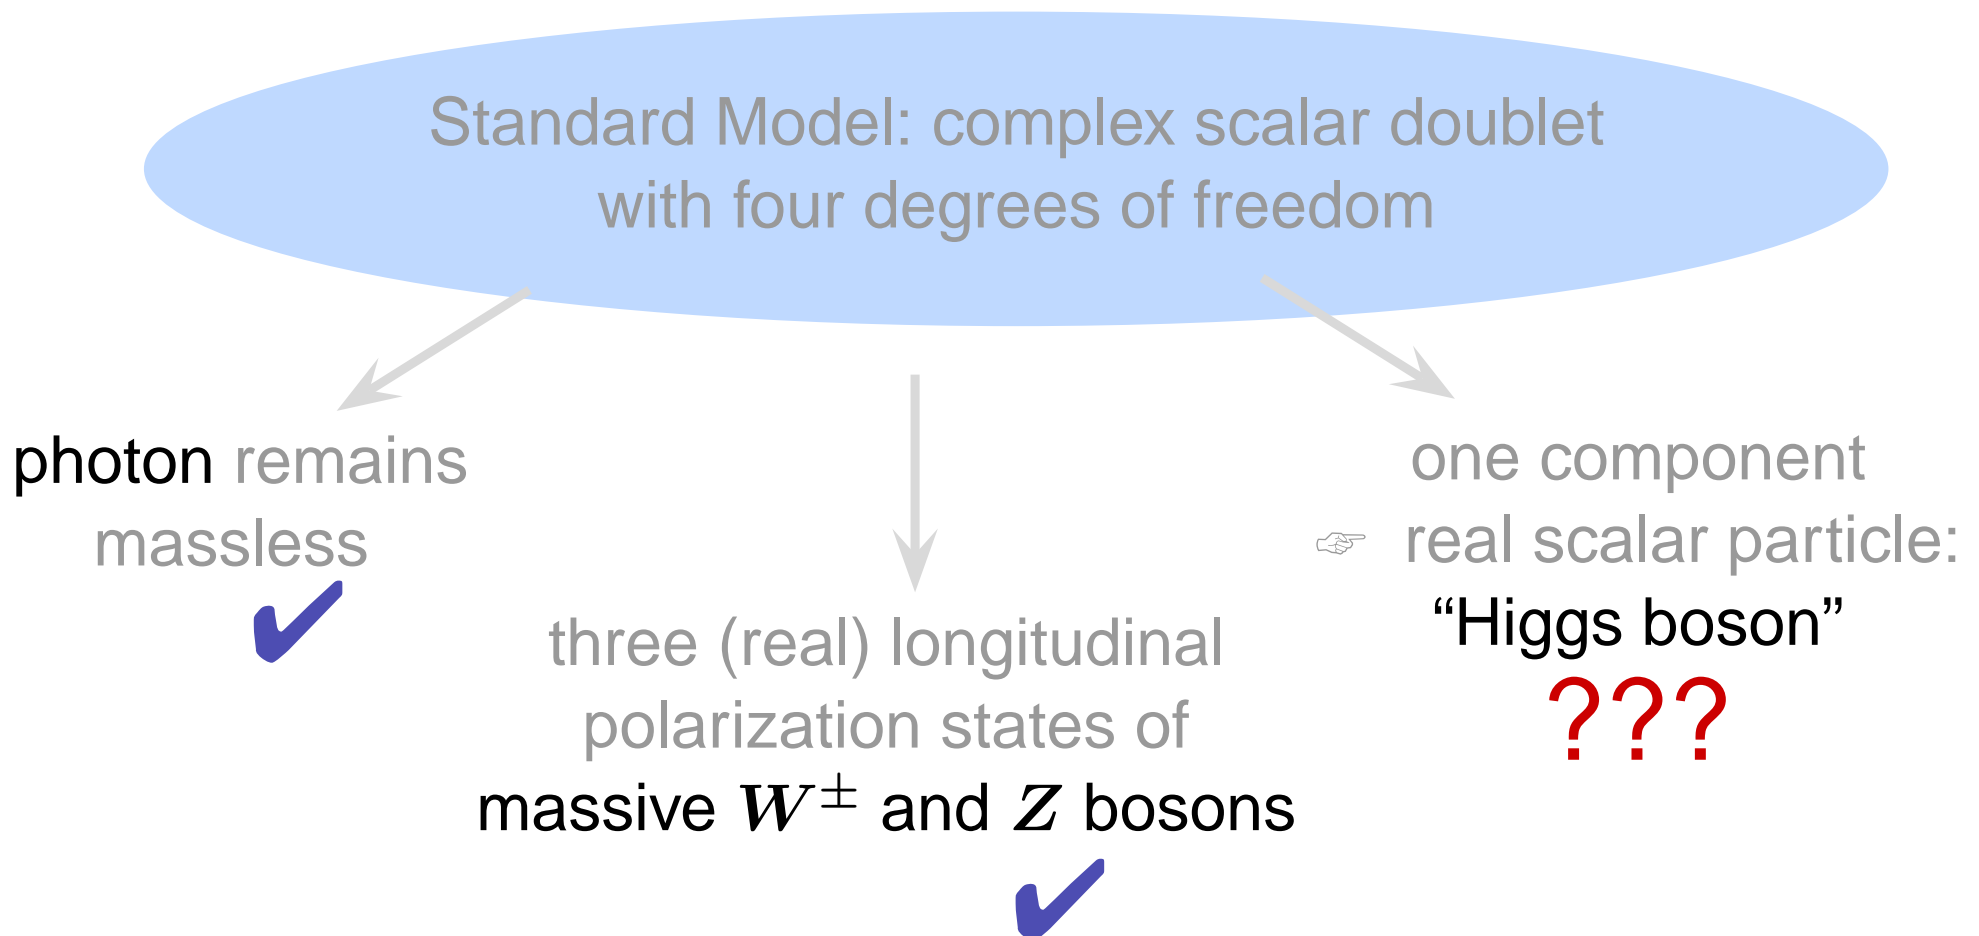 Standard Model: complex scalar doublet
with four degrees of freedom
photon remains
massless
✔
three (real) longitudinal
polarization states of
massive W± and Z bosons
✔
one component
☞ real scalar particle:
“Higgs boson”
???